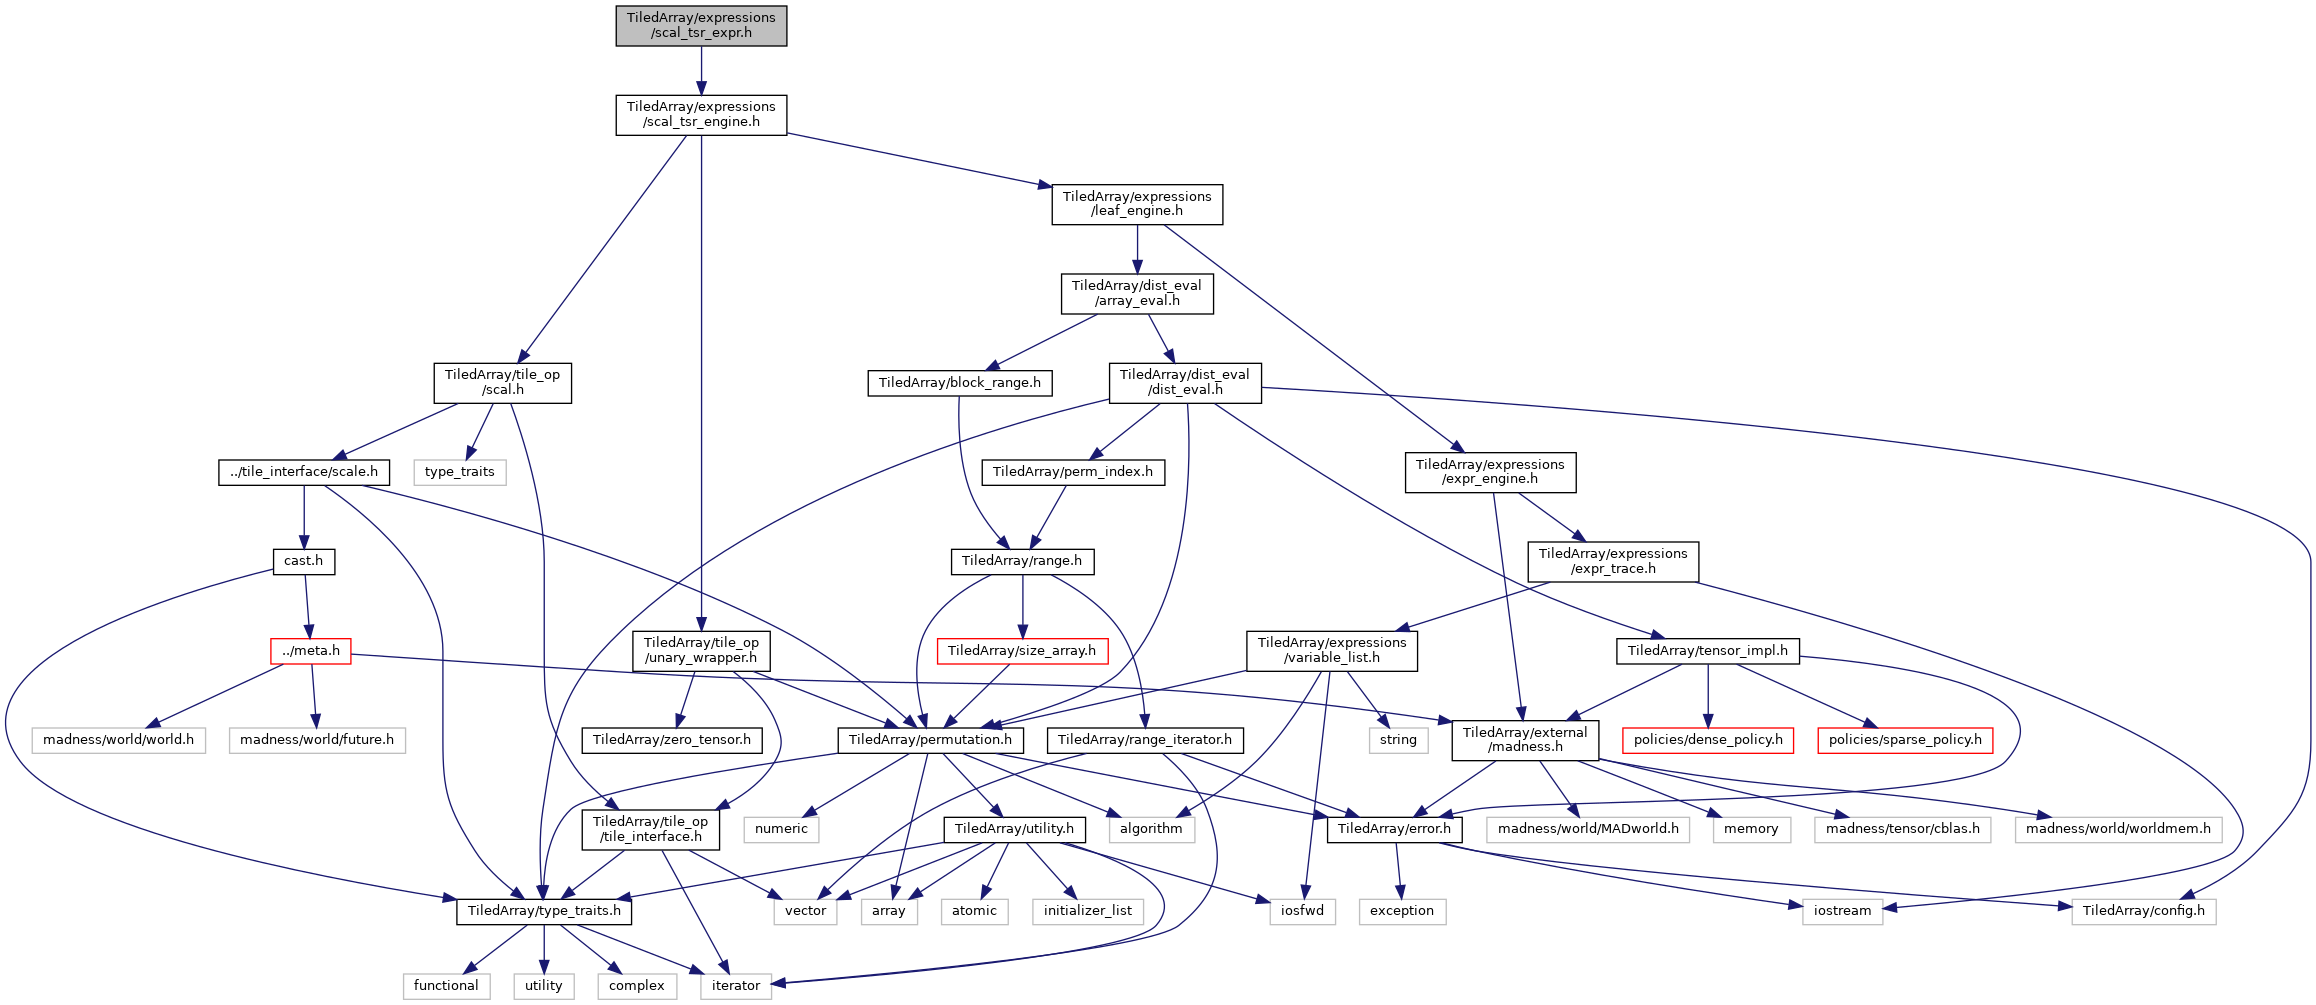 TiledArray/expressions
/scal_tsr_expr.h
TiledArray/expressions
/scal_tsr_engine.h
TiledArray/expressions
/leaf_engine.h
TiledArray/dist_eval
/array_eval.h
TiledArray/tile_op
/scal.h
TiledArray/block_range.h
TiledArray/dist_eval
/dist_eval.h
../tile_interface/scale.h
type_traits
TiledArray/perm_index.h
TiledArray/expressions
/expr_engine.h
cast.h
TiledArray/range.h
TiledArray/expressions
/expr_trace.h
../meta.h
TiledArray/tile_op
/unary_wrapper.h
TiledArray/size_array.h
TiledArray/expressions
/variable_list.h
TiledArray/tensor_impl.h
madness/world/world.h
madness/world/future.h
TiledArray/zero_tensor.h
TiledArray/permutation.h
TiledArray/range_iterator.h
string
TiledArray/external
/madness.h
policies/dense_policy.h
policies/sparse_policy.h
TiledArray/tile_op
/tile_interface.h
numeric
TiledArray/utility.h
algorithm
TiledArray/error.h
madness/world/MADworld.h
memory
madness/tensor/cblas.h
madness/world/worldmem.h
TiledArray/type_traits.h
vector
array
atomic
initializer_list
iosfwd
exception
iostream
TiledArray/config.h
functional
utility
complex
iterator